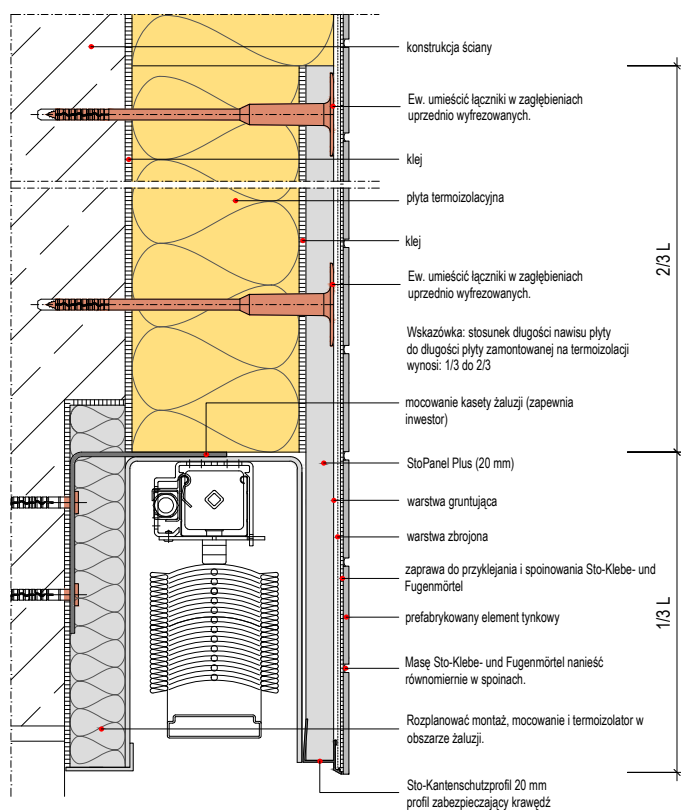 konstrukcja ściany
Ew. umieścić łączniki w zagłębieniach
uprzednio wyfrezowanych.
klej
płyta termoizolacyjna
klej
Ew. umieścić łączniki w zagłębieniach
uprzednio wyfrezowanych.
2/3 L
Wskazówka: stosunek długości nawisu płyty
do długości płyty zamontowanej na termoizolacji
wynosi: 1/3 do 2/3
mocowanie kasety żaluzji (zapewnia
inwestor)
StoPanel Plus (20 mm)
warstwa gruntująca
warstwa zbrojona
zaprawa do przyklejania i spoinowania Sto-Klebe- und
Fugenmörtel
prefabrykowany element tynkowy
1/3 L
Masę Sto-Klebe- und Fugenmörtel nanieść
równomiernie w spoinach.
Rozplanować montaż, mocowanie i termoizolator w
obszarze żaluzji.
Sto-Kantenschutzprofil 20 mm
profil zabezpieczający krawędź